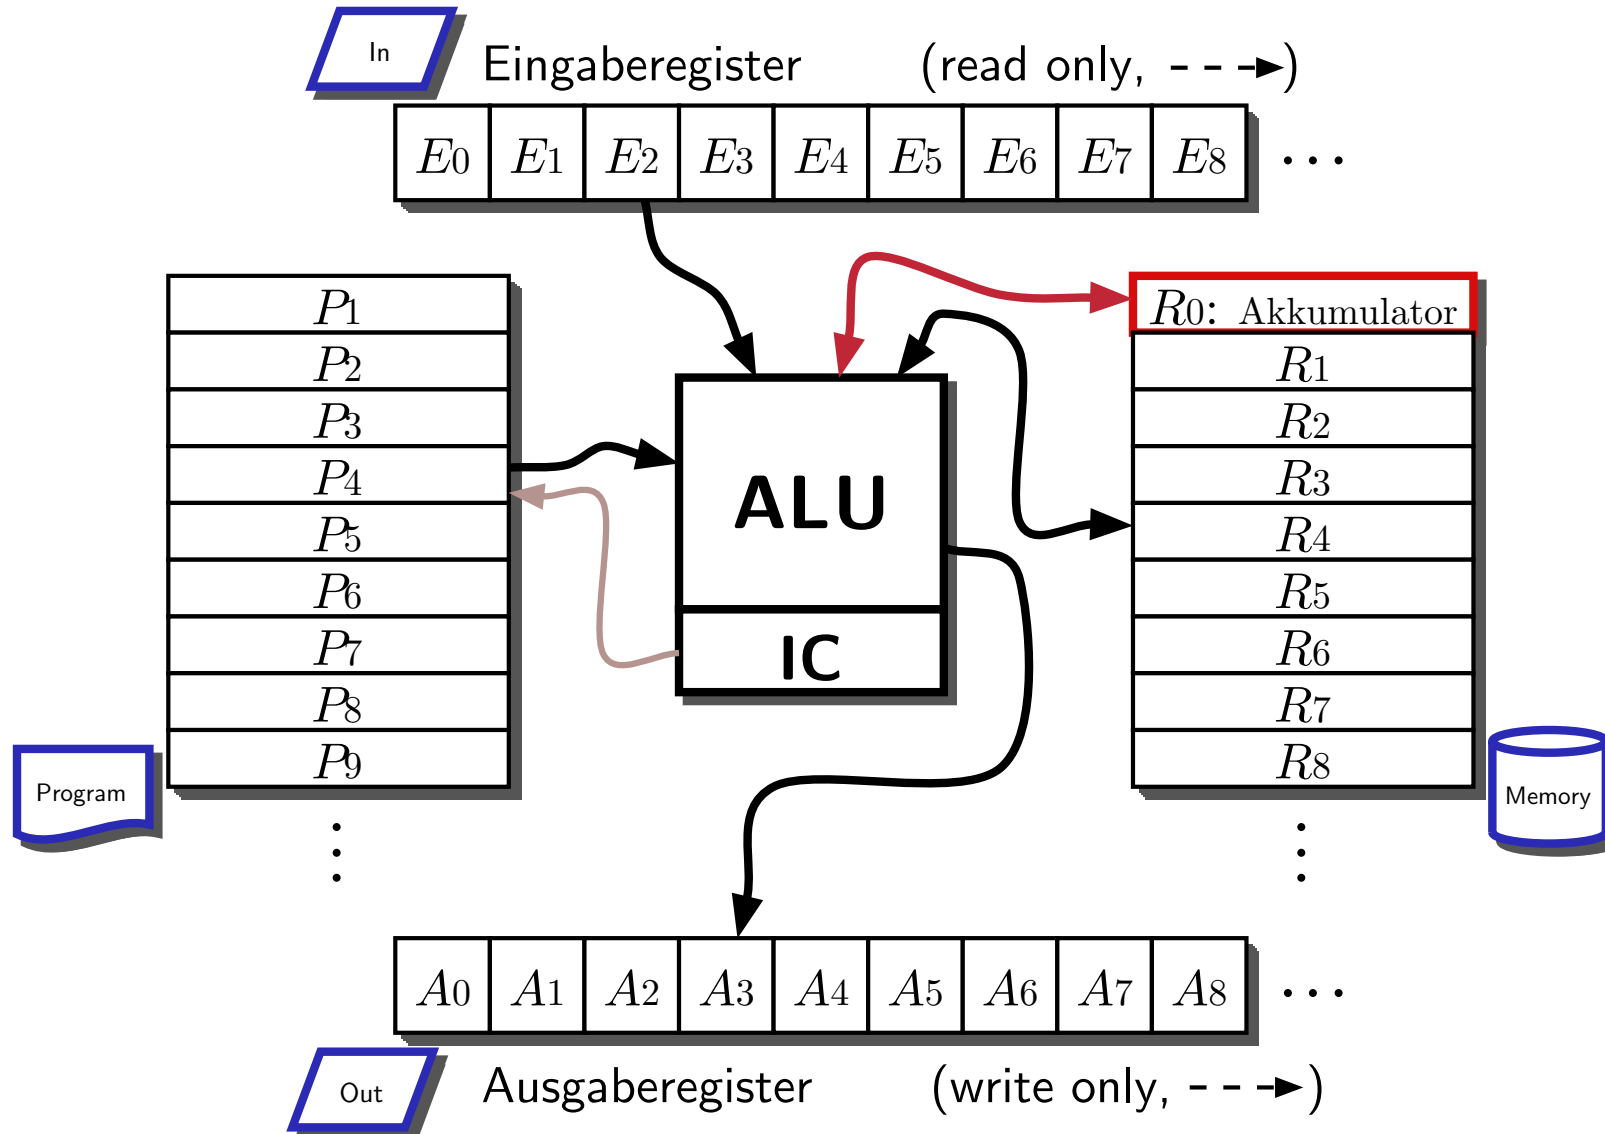 In
Eingaberegister (read only, )
E0 E1 E2 E3 E4 E5 E6 E7 E8 ...
P1
P2
P3
P4
P5
P6
P7
P8
P9
⋮
Program
ALU
IC
R0: Akkumulator
R1
R2
R3
R4
R5
R6
R7
R8
⋮
Memory
A0 A1 A2 A3 A4 A5 A6 A7 A8 ...
Out
Ausgaberegister (write only, )